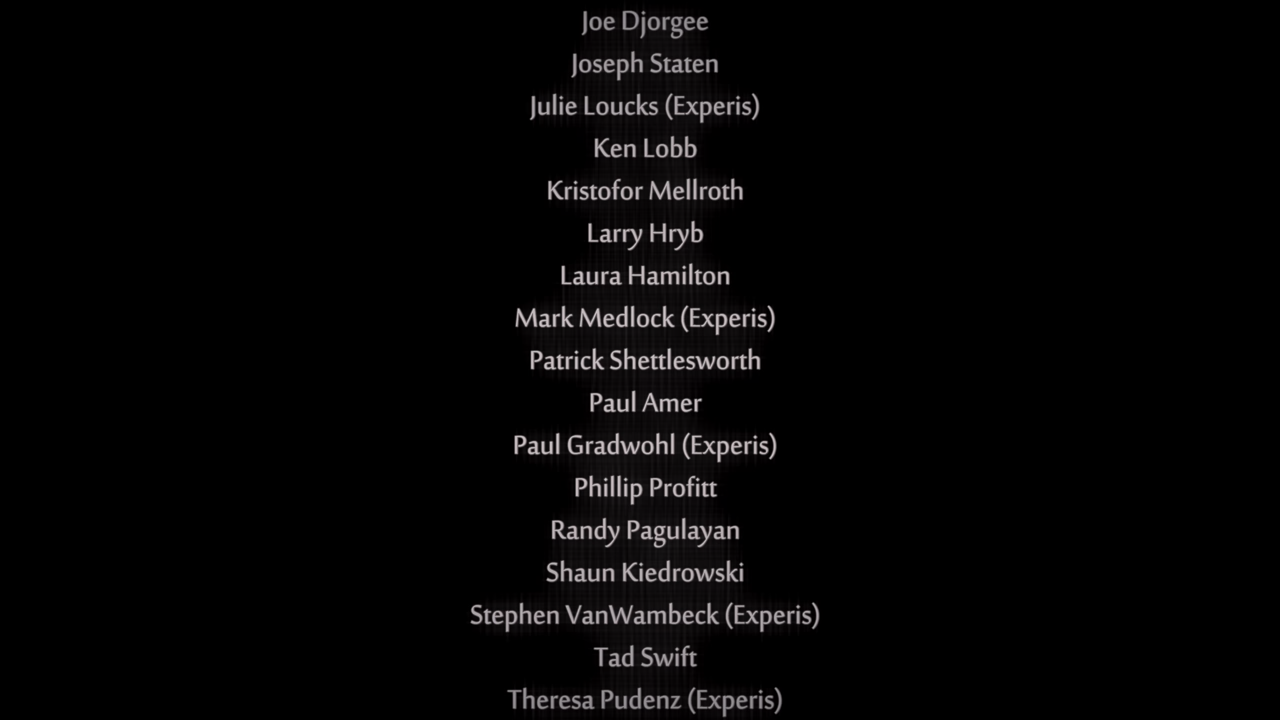 Joe Djorgee
Joseph Staten
Julie Loucks (Experis)
Ken Lobb
Kristofor Mellroth
Larry Hryb
Laura Hamilton
Mark Medlock (Experis)
Patrick Shettlesworth
Paul Amer
Paul Gradwohl (Experis)
Phillip Profitt
Randy Pagulayan
Shaun Kiedrowski
Stephen VanWambeck (Experis)
Tad Swift
Theresa Pudenz (Experis)